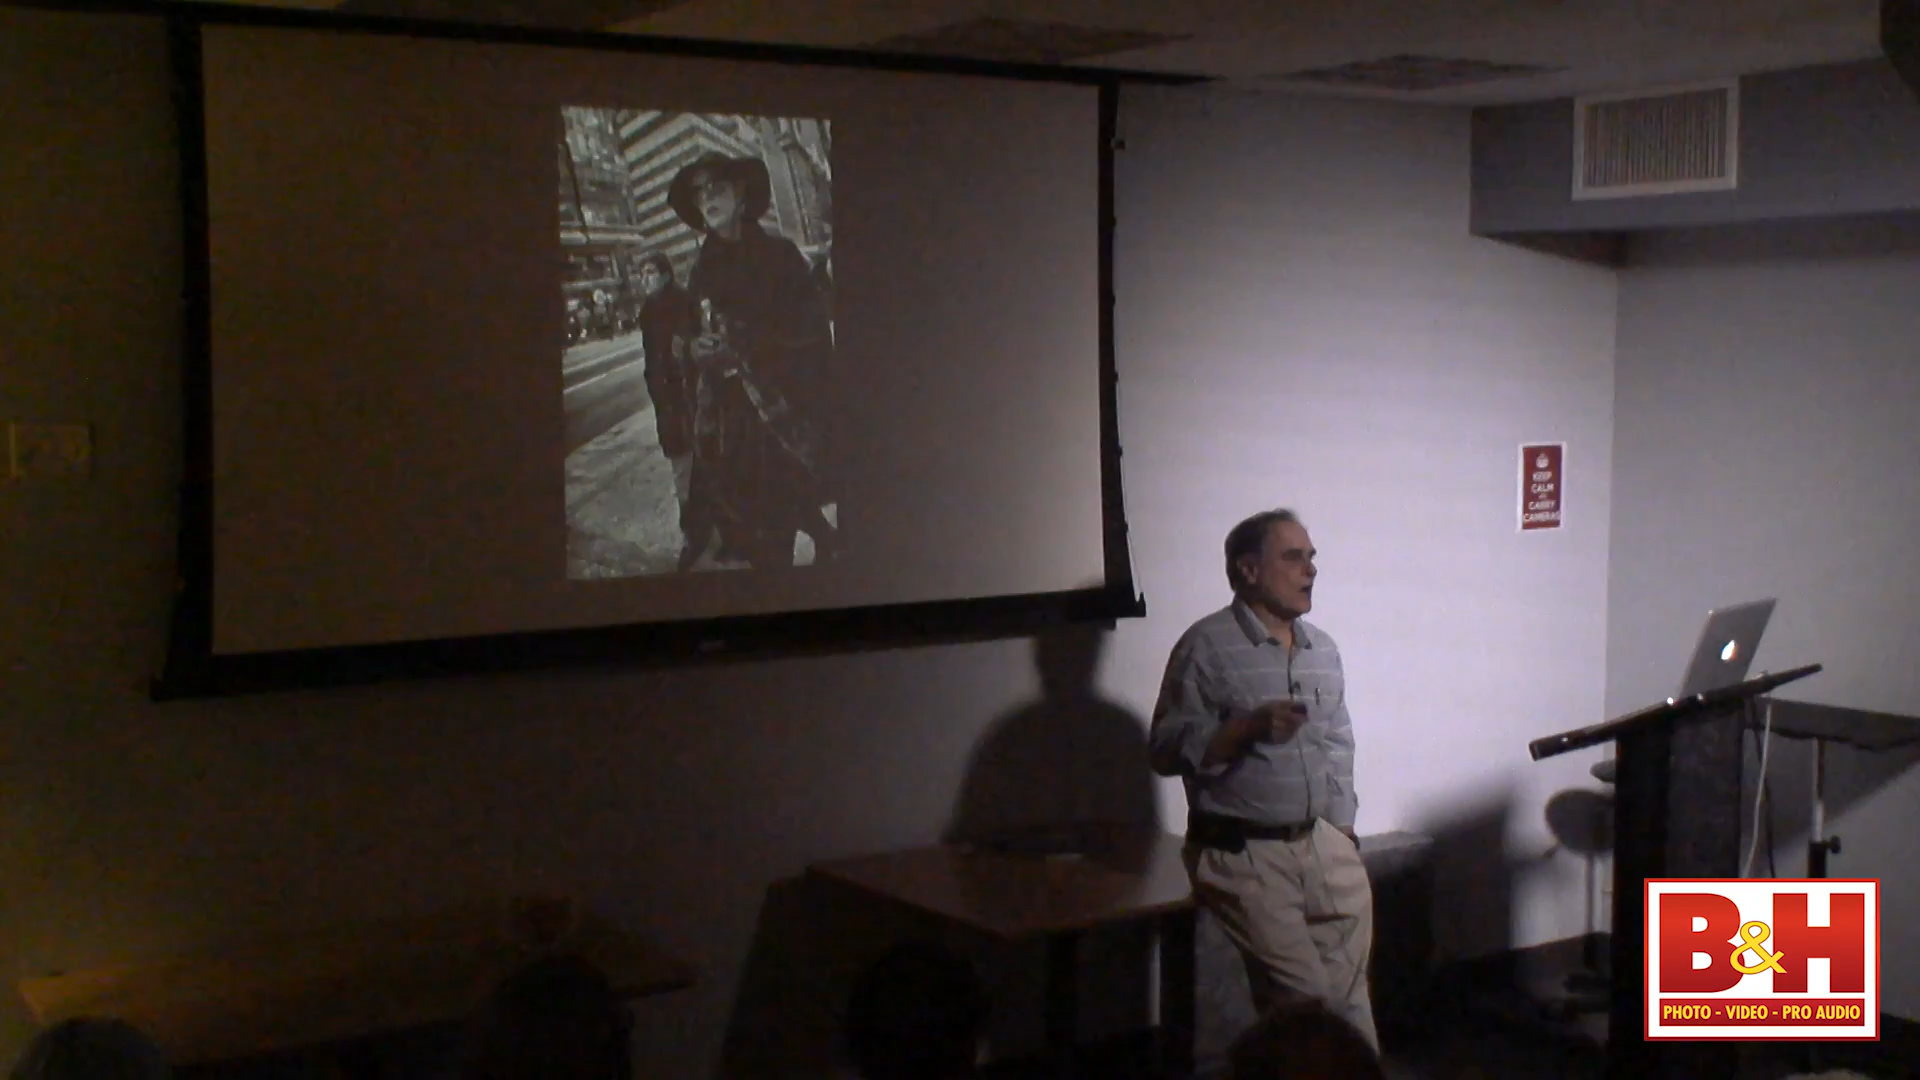 KEEP
CALM
AND
CARRY
CAMERAS
B&H
PHOTO - VIDEO - PRO AUDIO